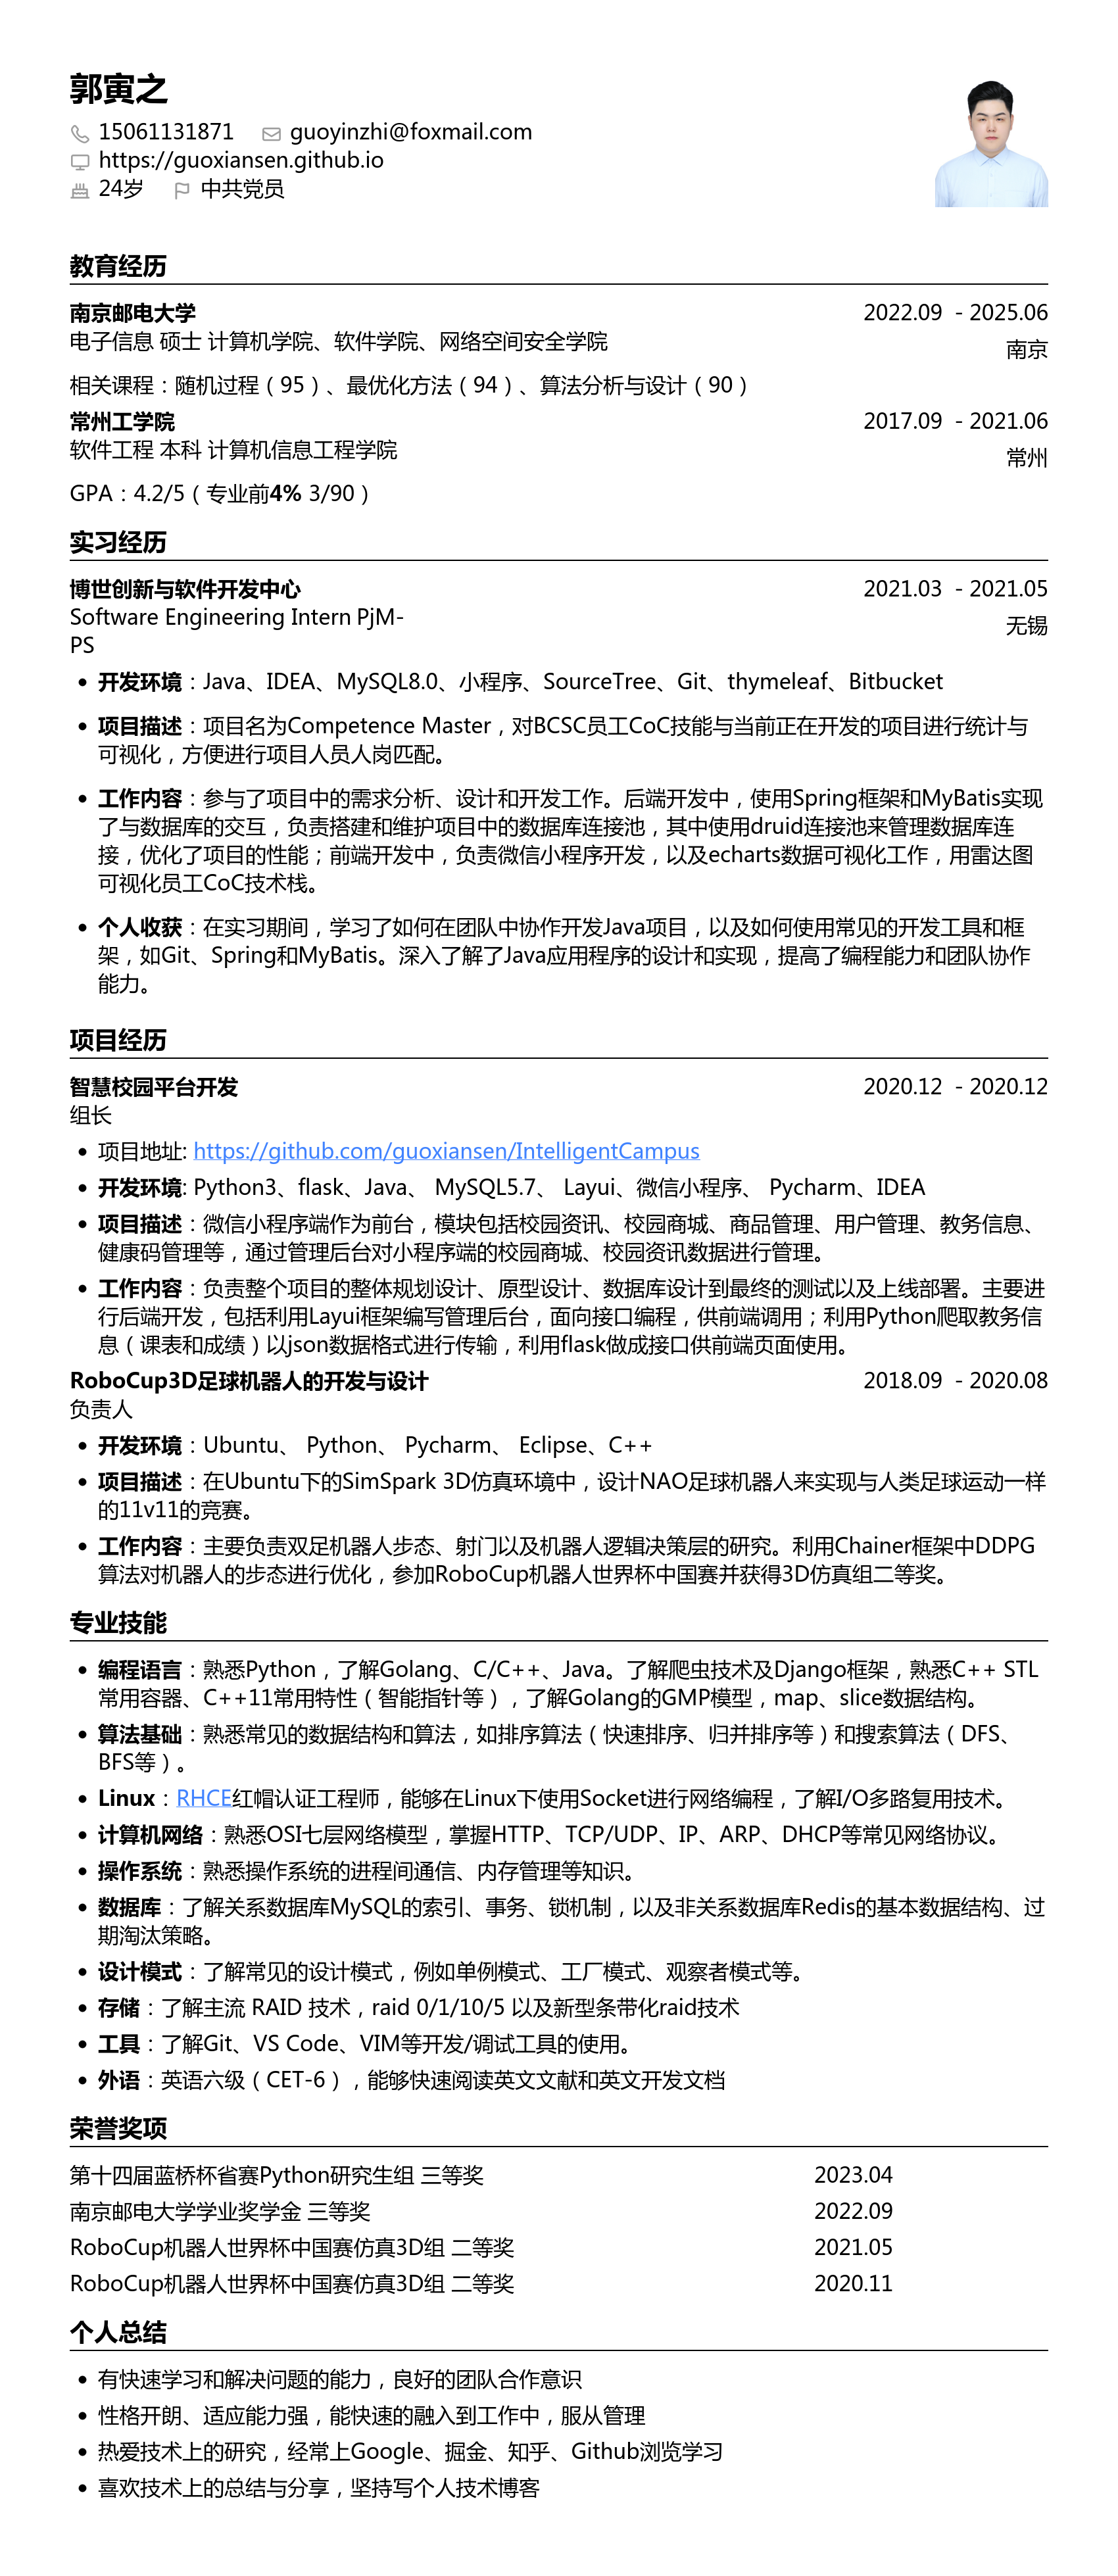 郭寅之
15061131871 guoyinzhi@foxmail.com
https://guoxiansen.github.io
24岁 中共党员
教育经历
南京邮电大学 2022.09 - 2025.06
电子信息 硕士 计算机学院、软件学院、网络空间安全学院 南京
相关课程：随机过程（95）、最优化方法（94）、算法分析与设计（90）
常州工学院 2017.09 - 2021.06
软件工程 本科 计算机信息工程学院 常州
GPA：4.2/5（专业前4% 3/90）
实习经历
博世创新与软件开发中心 2021.03 - 2021.05
Software Engineering Intern PjM- 无锡
PS
• 开发环境：Java、IDEA、MySQL8.0、小程序、SourceTree、Git、thymeleaf、Bitbucket
• 项目描述：项目名为Competence Master，对BCSC员工CoC技能与当前正在开发的项目进行统计与
可视化，方便进行项目人员人岗匹配。
• 工作内容：参与了项目中的需求分析、设计和开发工作。后端开发中，使用Spring框架和MyBatis实现
了与数据库的交互，负责搭建和维护项目中的数据库连接池，其中使用druid连接池来管理数据库连
接，优化了项目的性能；前端开发中，负责微信小程序开发，以及echarts数据可视化工作，用雷达图
可视化员工CoC技术栈。
• 个人收获：在实习期间，学习了如何在团队中协作开发Java项目，以及如何使用常见的开发工具和框
架，如Git、Spring和MyBatis。深入了解了Java应用程序的设计和实现，提高了编程能力和团队协作
能力。
项目经历
智慧校园平台开发 2020.12 - 2020.12
组长
• 项目地址: https://github.com/guoxiansen/IntelligentCampus
• 开发环境: Python3、flask、Java、 MySQL5.7、 Layui、微信小程序、 Pycharm、IDEA
• 项目描述：微信小程序端作为前台，模块包括校园资讯、校园商城、商品管理、用户管理、教务信息、
健康码管理等，通过管理后台对小程序端的校园商城、校园资讯数据进行管理。
• 工作内容：负责整个项目的整体规划设计、原型设计、数据库设计到最终的测试以及上线部署。主要进
行后端开发，包括利用Layui框架编写管理后台，面向接口编程，供前端调用；利用Python爬取教务信
息（课表和成绩）以json数据格式进行传输，利用flask做成接口供前端页面使用。
RoboCup3D足球机器人的开发与设计 2018.09 - 2020.08
负责人
• 开发环境：Ubuntu、 Python、 Pycharm、 Eclipse、C++
• 项目描述：在Ubuntu下的SimSpark 3D仿真环境中，设计NAO足球机器人来实现与人类足球运动一样
的11v11的竞赛。
• 工作内容：主要负责双足机器人步态、射门以及机器人逻辑决策层的研究。利用Chainer框架中DDPG
算法对机器人的步态进行优化，参加RoboCup机器人世界杯中国赛并获得3D仿真组二等奖。
专业技能
• 编程语言：熟悉Python，了解Golang、C/C++、Java。了解爬虫技术及Django框架，熟悉C++ STL
常用容器、C++11常用特性（智能指针等），了解Golang的GMP模型，map、slice数据结构。
• 算法基础：熟悉常见的数据结构和算法，如排序算法（快速排序、归并排序等）和搜索算法（DFS、
BFS等）。
• Linux：RHCE红帽认证工程师，能够在Linux下使用Socket进行网络编程，了解I/O多路复用技术。
• 计算机网络：熟悉OSI七层网络模型，掌握HTTP、TCP/UDP、IP、ARP、DHCP等常见网络协议。
• 操作系统：熟悉操作系统的进程间通信、内存管理等知识。
• 数据库：了解关系数据库MySQL的索引、事务、锁机制，以及非关系数据库Redis的基本数据结构、过
期淘汰策略。
• 设计模式：了解常见的设计模式，例如单例模式、工厂模式、观察者模式等。
• 存储：了解主流 RAID 技术，raid 0/1/10/5 以及新型条带化raid技术
• 工具：了解Git、VS Code、VIM等开发/调试工具的使用。
• 外语：英语六级（CET-6），能够快速阅读英文文献和英文开发文档
荣誉奖项
第十四届蓝桥杯省赛Python研究生组 三等奖 2023.04
南京邮电大学学业奖学金 三等奖 2022.09
RoboCup机器人世界杯中国赛仿真3D组 二等奖 2021.05
RoboCup机器人世界杯中国赛仿真3D组 二等奖 2020.11
个人总结
• 有快速学习和解决问题的能力，良好的团队合作意识
• 性格开朗、适应能力强，能快速的融入到工作中，服从管理
• 热爱技术上的研究，经常上Google、掘金、知乎、Github浏览学习
• 喜欢技术上的总结与分享，坚持写个人技术博客